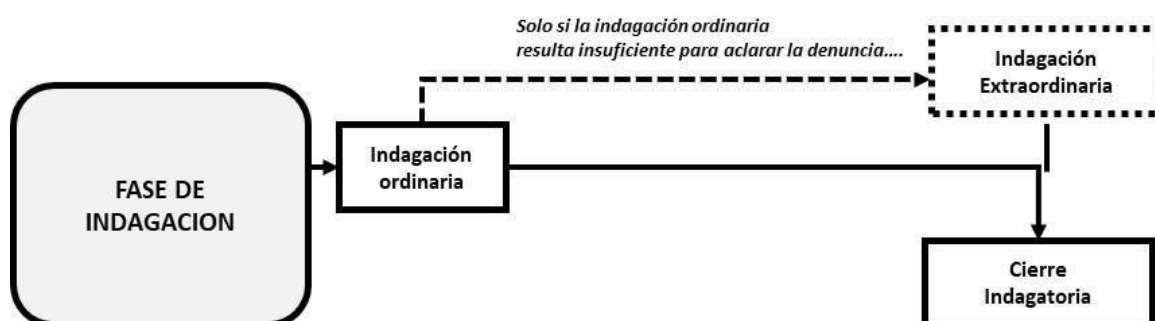 Solo si la indagación ordinaria
resulta insuficiente para aclarar la denuncia....
Indagación
Extraordinaria
Indagación
ordinaria
FASE DE
INDAGACION
Cierre
Indagatoria